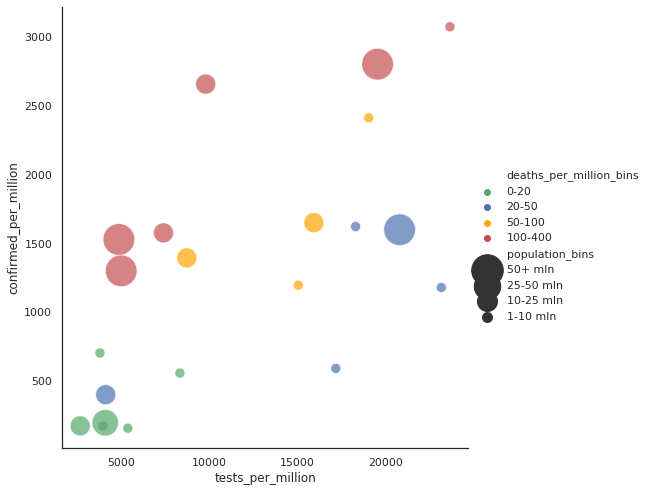 3000
2500
2000
1500
1000
500
confirmed_per_million
5000
10000
15000
20000
tests_per_million
deaths_per_million_bins
0-20
20-50
50-100
100-400
population_bins
50+ mln
25-50 mln
10-25 mln
1-10 mln